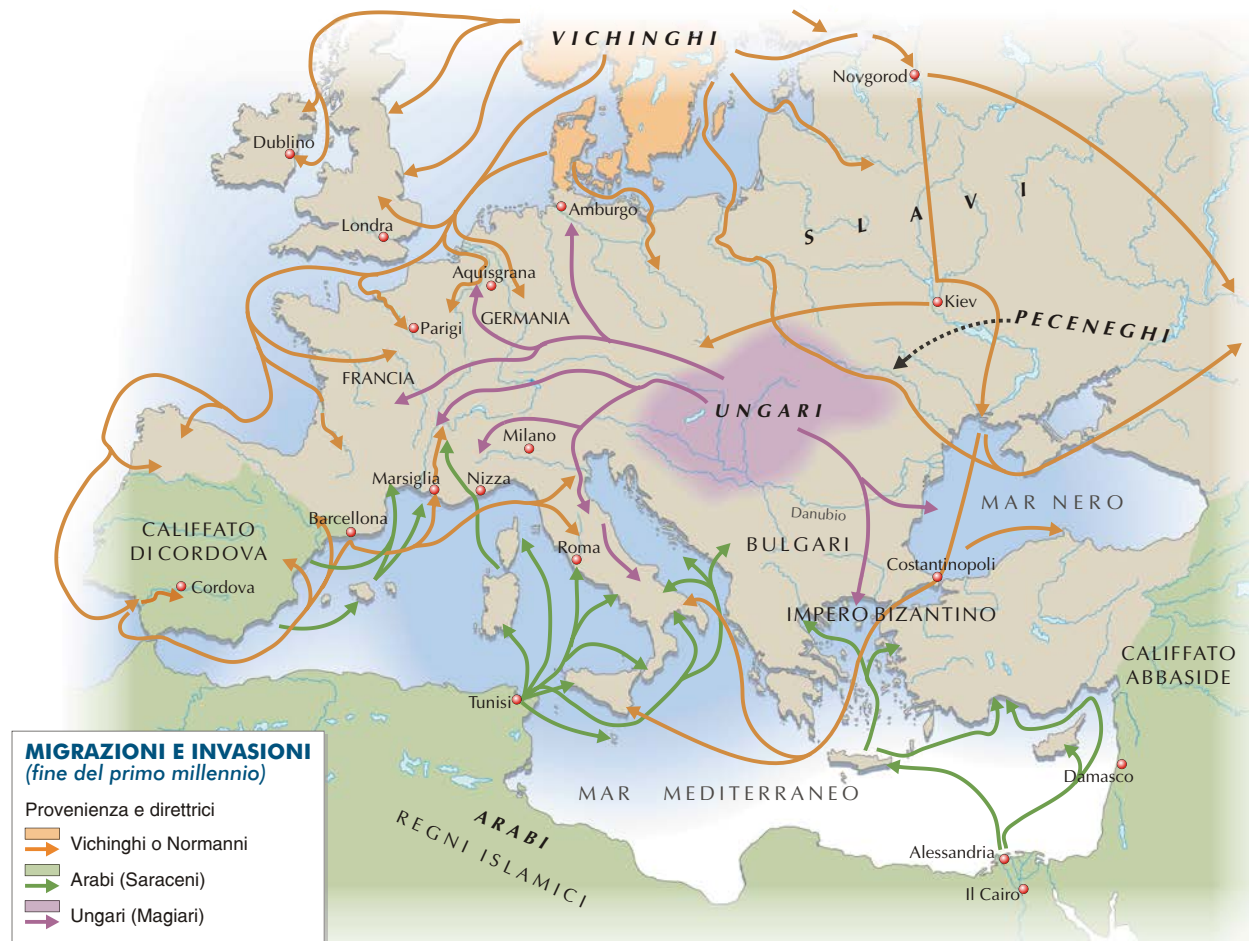 VICHINGHI
Novgorod
Dublino
Londra
Amburgo
SLAVI
Aquisgrana
GERMANIA
Kiev
Parigi
PECENEGHI
FRANCIA
UNGARI
Milano
Marsiglia
Nizza
MAR NERO
Danubio
Barcellona
CALIFFATO
DI CORDOVA
Roma
BULGARI
Costantinopoli
Cordova
IMPERO BIZANTINO
CALIFFATO
ABBASIDE
Tunisi
Damasco
MAR MEDITERRANEO
ARABI
REGNI ISLAMICI
Alessandria
Il Cairo
MIGRAZIONI E INVASIONI
(fine del primo millennio)
Provenienza e direttrici
Vichinghi o Normanni
Arabi (Saraceni)
Ungari (Magiari)